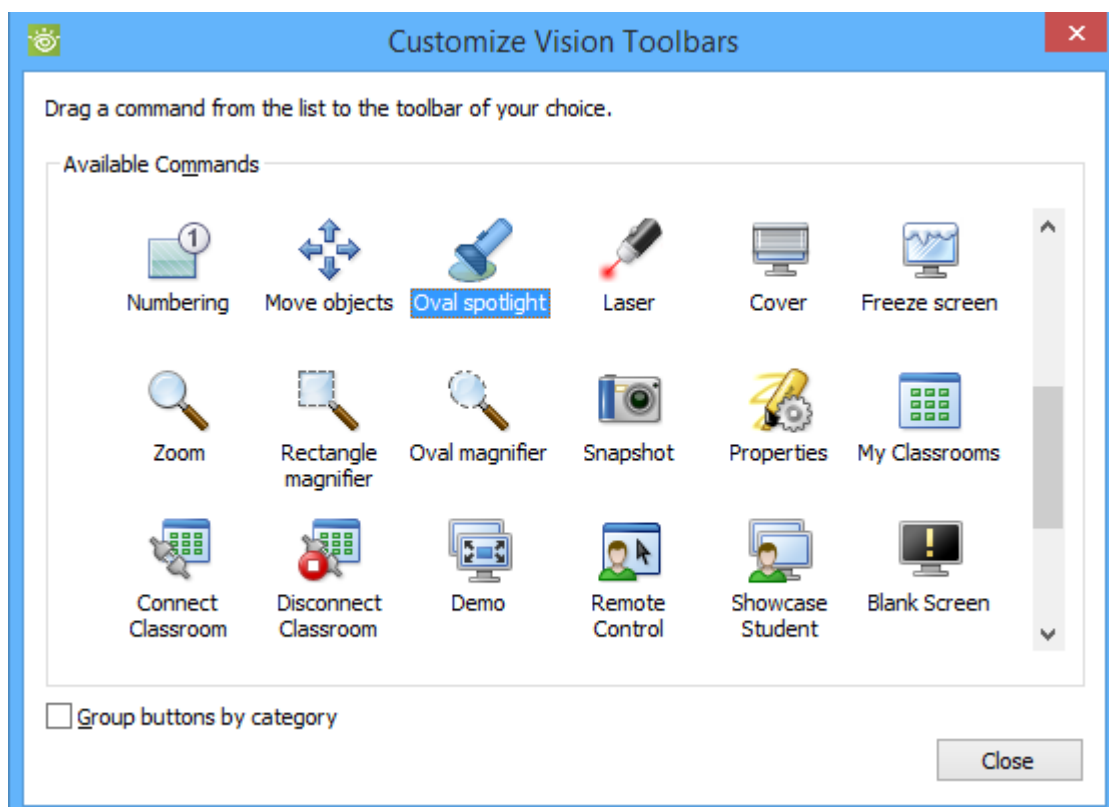 Customize Vision Toolbars
Drag a command from the list to the toolbar of your choice.
Available Commands
1
Numbering Move objects Oval spotlight Laser Cover Freeze screen
Zoom Rectangle Oval magnifier Snapshot Properties My Classrooms
magnifier
Connect Disconnect Demo Remote Showcase Blank Screen
Classroom Classroom Control Student
Group buttons by category
Close